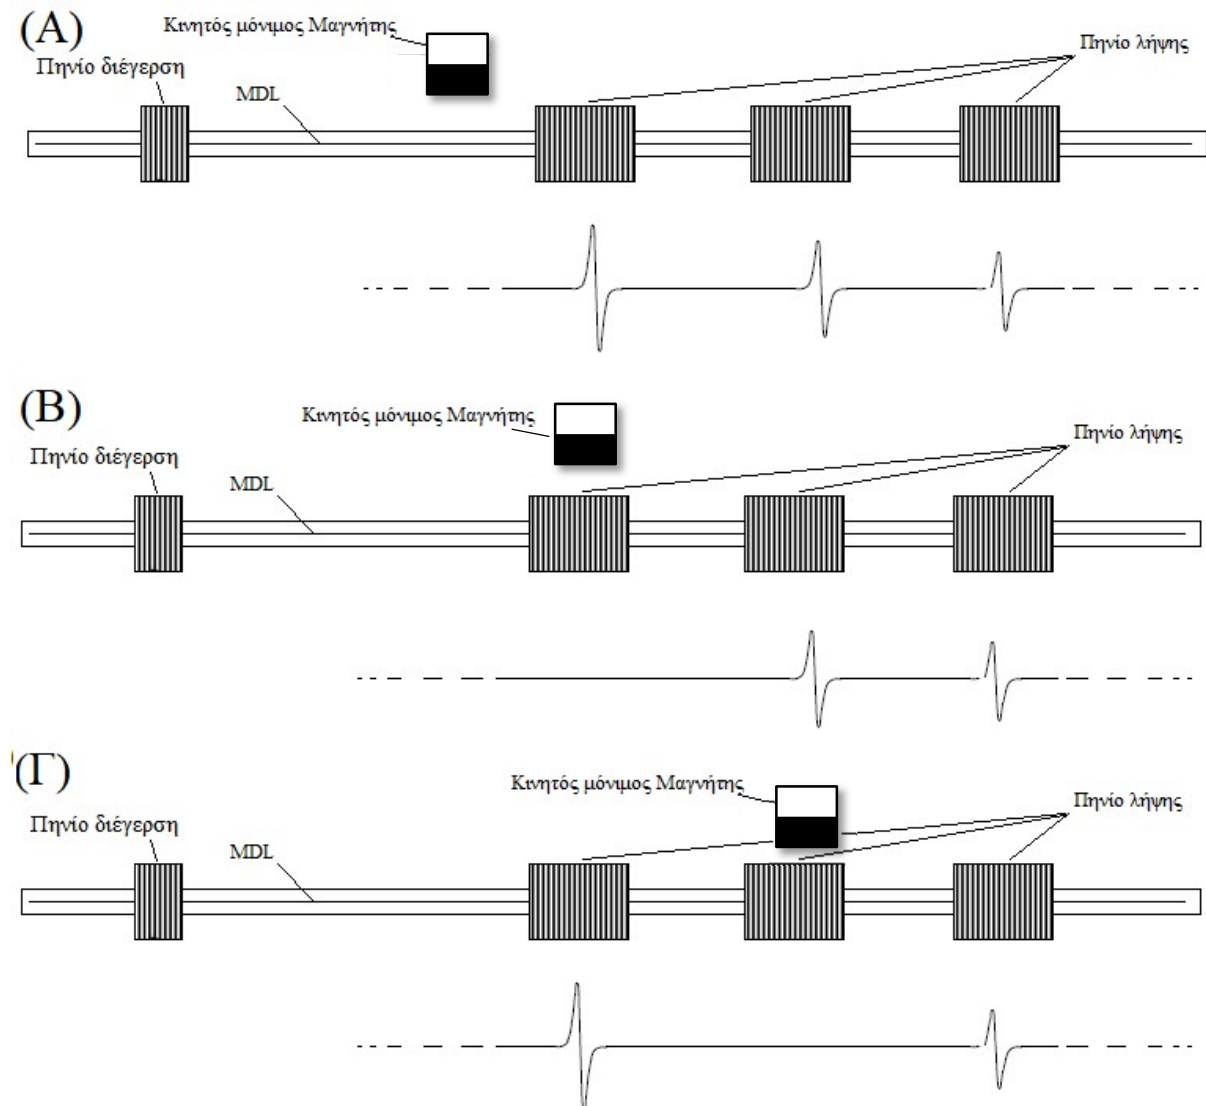 (Α)
Κινητός μόνιμος Μαγνήτης
Πηνίο λήψης
Πηνίο διέγερση
MDL
(Β)
Κινητός μόνιμος Μαγνήτης
Πηνίο λήψης
Πηνίο διέγερση
MDL
(Γ)
Κινητός μόνιμος Μαγνήτης
Πηνίο λήψης
Πηνίο διέγερση
MDL